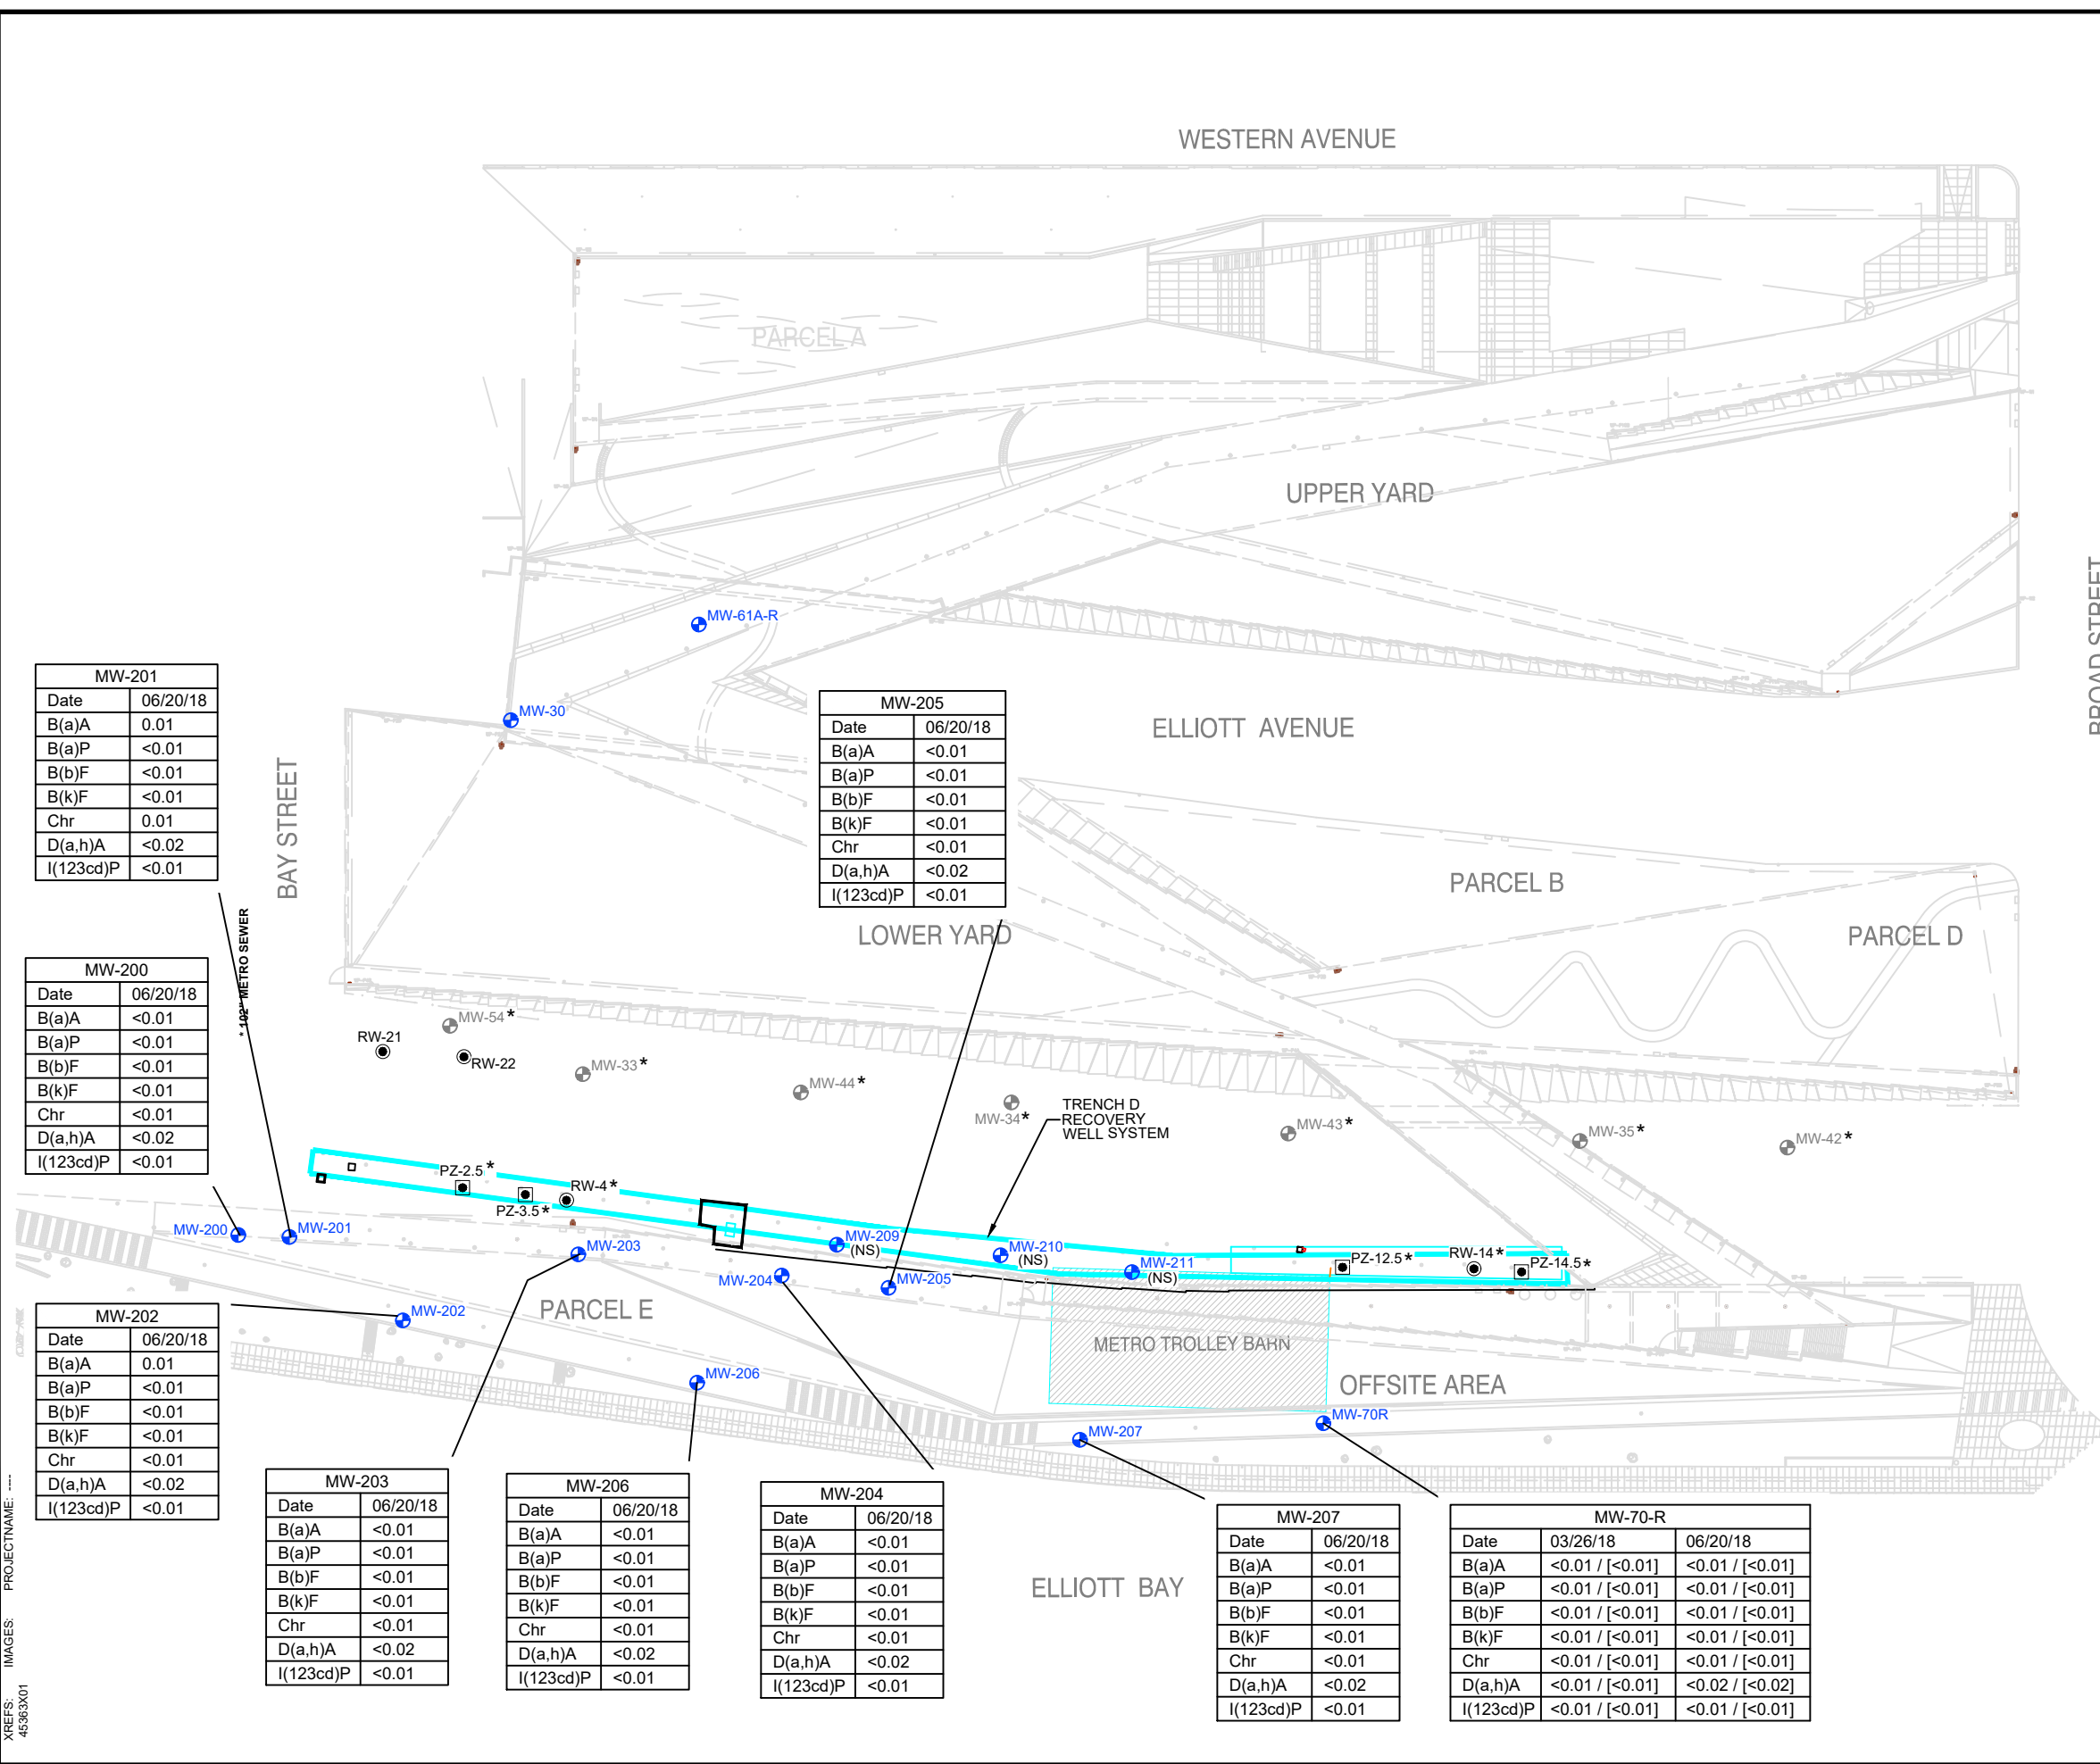 WESTERN AVENUE
PARCEL A
UPPER YARD
BROAD STREET
MW-61A-R
MW-30
ELLIOTT AVENUE
BAY STREET
PARCEL B
PARCEL D
LOWER YARD
MW-201
Date 06/20/18
B(a)A 0.01
B(a)P <0.01
B(b)F <0.01
B(k)F <0.01
Chr 0.01
D(a,h)A <0.02
I(123cd)P <0.01
MW-205
Date 06/20/18
B(a)A <0.01
B(a)P <0.01
B(b)F <0.01
B(k)F <0.01
Chr <0.01
D(a,h)A <0.02
I(123cd)P <0.01
* 102" METRO SEWER
MW-200
Date 06/20/18
B(a)A <0.01
B(a)P <0.01
B(b)F <0.01
B(k)F <0.01
Chr <0.01
D(a,h)A <0.02
I(123cd)P <0.01
MW-54*
RW-21
RW-22
MW-33*
MW-44*
MW-34*
TRENCH D
RECOVERY
WELL SYSTEM
MW-43*
MW-35*
MW-42*
PZ-2.5*
RW-4*
PZ-3.5*
MW-200
MW-201
MW-203
MW-209
(NS)
MW-210
(NS)
MW-211
(NS)
PZ-12.5*
RW-14*
PZ-14.5*
MW-204
MW-205
MW-202
PARCEL E
METRO TROLLEY BARN
MW-206
OFFSITE AREA
MW-207
MW-70R
MW-202
Date 06/20/18
B(a)A 0.01
B(a)P <0.01
B(b)F <0.01
B(k)F <0.01
Chr <0.01
D(a,h)A <0.02
I(123cd)P <0.01
MW-203
Date 06/20/18
B(a)A <0.01
B(a)P <0.01
B(b)F <0.01
B(k)F <0.01
Chr <0.01
D(a,h)A <0.02
I(123cd)P <0.01
MW-206
Date 06/20/18
B(a)A <0.01
B(a)P <0.01
B(b)F <0.01
B(k)F <0.01
Chr <0.01
D(a,h)A <0.02
I(123cd)P <0.01
MW-204
Date 06/20/18
B(a)A <0.01
B(a)P <0.01
B(b)F <0.01
B(k)F <0.01
Chr <0.01
D(a,h)A <0.02
I(123cd)P <0.01
ELLIOTT BAY
MW-207
Date 06/20/18
B(a)A <0.01
B(a)P <0.01
B(b)F <0.01
B(k)F <0.01
Chr <0.01
D(a,h)A <0.02
I(123cd)P <0.01
MW-70-R
Date 03/26/18 06/20/18
B(a)A <0.01 / [<0.01] <0.01 / [<0.01]
B(a)P <0.01 / [<0.01] <0.01 / [<0.01]
B(b)F <0.01 / [<0.01] <0.01 / [<0.01]
B(k)F <0.01 / [<0.01] <0.01 / [<0.01]
Chr <0.01 / [<0.01] <0.01 / [<0.01]
D(a,h)A <0.01 / [<0.01] <0.02 / [<0.02]
I(123cd)P <0.01 / [<0.01] <0.01 / [<0.01]
XREFS: IMAGES: PROJECTNAME: ----
45363X01